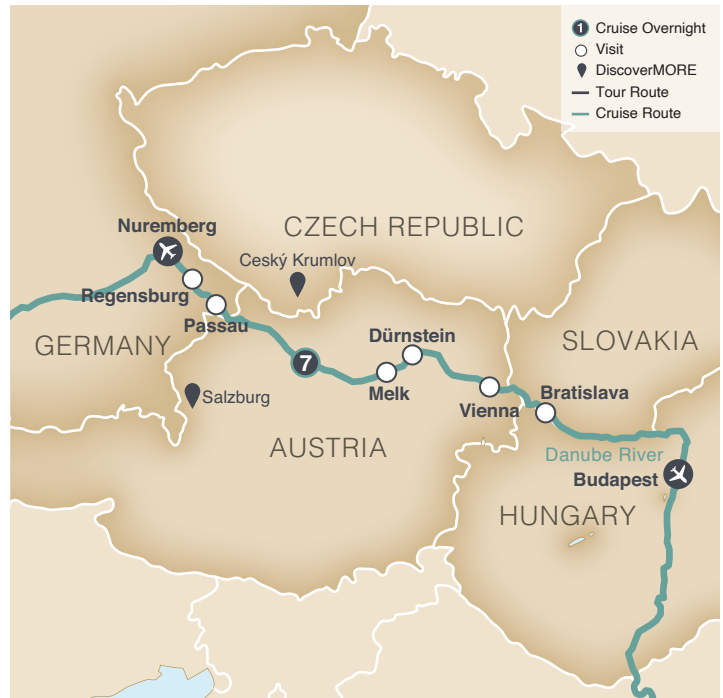 1 Cruise Overnight
Visit
DiscoverMORE
Tour Route
Cruise Route
Nuremberg
CZECH REPUBLIC
Ceský Krumlov
Regensburg
Passau
GERMANY
Dürnstein
SLOVAKIA
7
Melk
Salzburg
Vienna
Bratislava
AUSTRIA
Danube River
Budapest
HUNGARY